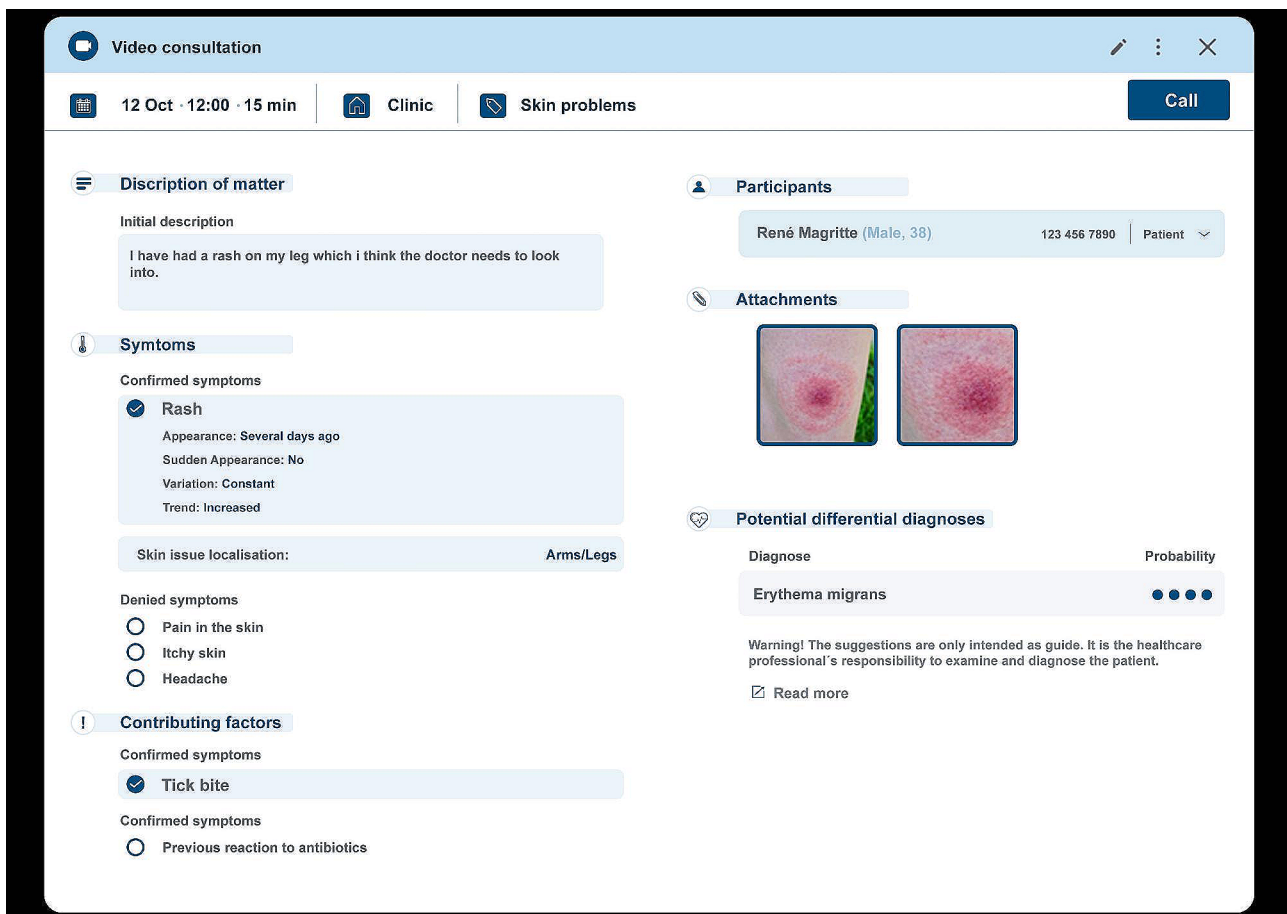 Video consultation
12 Oct · 12:00 · 15 min
Clinic
Skin problems
Call
Discription of matter
Initial description
I have had a rash on my leg which i think the doctor needs to look
into.
Symtoms
Confirmed symptoms
Rash
Appearance: Several days ago
Sudden Appearance: No
Variation: Constant
Trend: Increased
Skin issue localisation: Arms/Legs
Denied symptoms
Pain in the skin
Itchy skin
Headache
Contributing factors
Confirmed symptoms
Tick bite
Confirmed symptoms
Previous reaction to antibiotics
Participants
René Magritte (Male, 38) 123 456 7890 Patient
Attachments
Potential differential diagnoses
Diagnose Probability
Erythema migrans
Warning! The suggestions are only intended as guide. It is the healthcare
professional´s responsibility to examine and diagnose the patient.
Read more